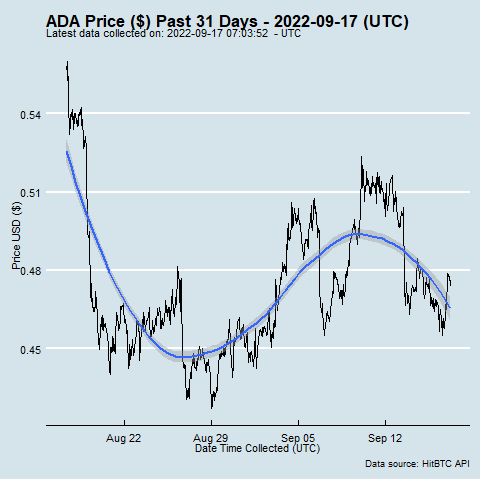 ADA Price ($) Past 31 Days - 2022-09-17 (UTC)
Latest data collected on: 2022-09-17 07:03:52 - UTC
Price USD ($)
0.54
0.51
0.48
0.45
Aug 22
Aug 29
Sep 05
Sep 12
Date Time Collected (UTC)
Data source: HitBTC API